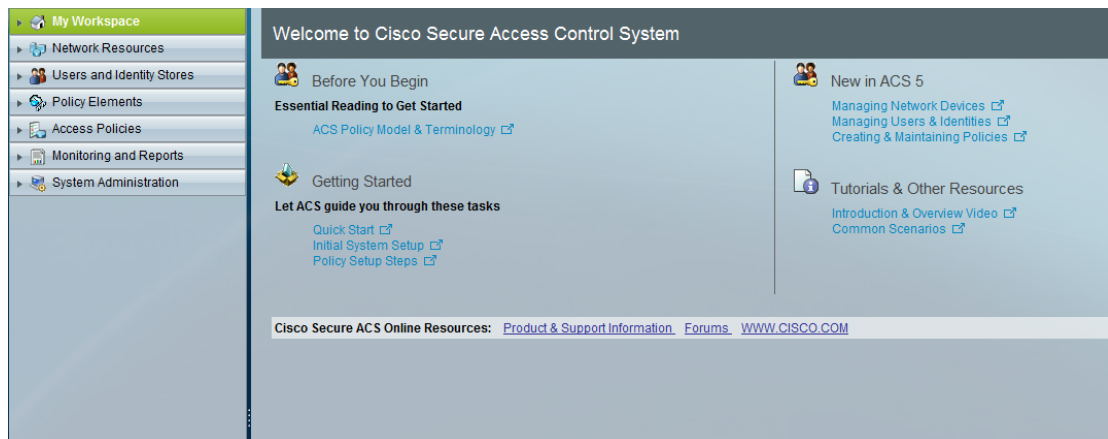 My Workspace
Network Resources
Users and Identity Stores
Policy Elements
Access Policies
Monitoring and Reports
System Administration
Welcome to Cisco Secure Access Control System
Before You Begin
Essential Reading to Get Started
ACS Policy Model & Terminology
Getting Started
Let ACS guide you through these tasks
Quick Start
Initial System Setup
Policy Setup Steps
New in ACS 5
Managing Network Devices
Managing Users & Identities
Creating & Maintaining Policies
Tutorials & Other Resources
Introduction & Overview Video
Common Scenarios
Cisco Secure ACS Online Resources: Product & Support Information Forums WWW.CISCO.COM